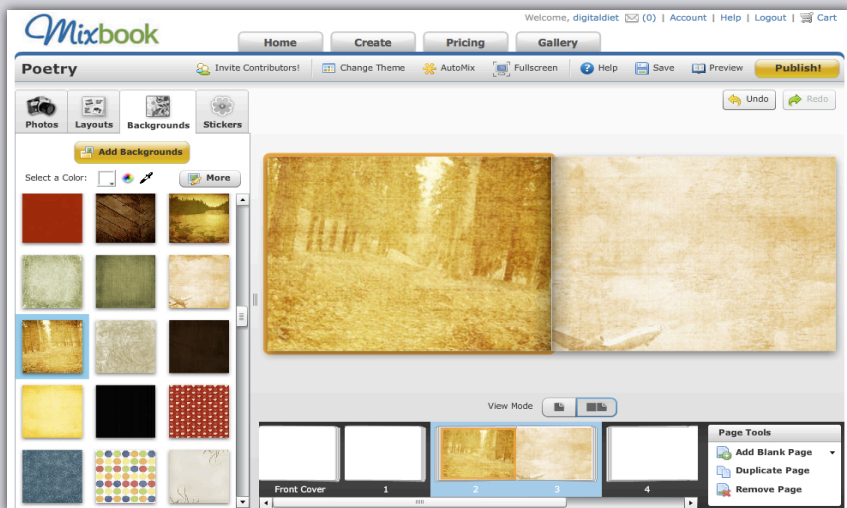 Welcome, digitaldiet (0) | Account | Help | Logout | Cart
Mixbook
Home Create Pricing Gallery
Poetry Invite Contributors! Change Theme AutoMix Fullscreen Help Save Preview Publish!
Photos Layouts Backgrounds Stickers
Undo Redo
Add Backgrounds
Select a Color: More
View Mode
Page Tools
Add Blank Page
Duplicate Page
Remove Page
Front Cover 1 2 3 4